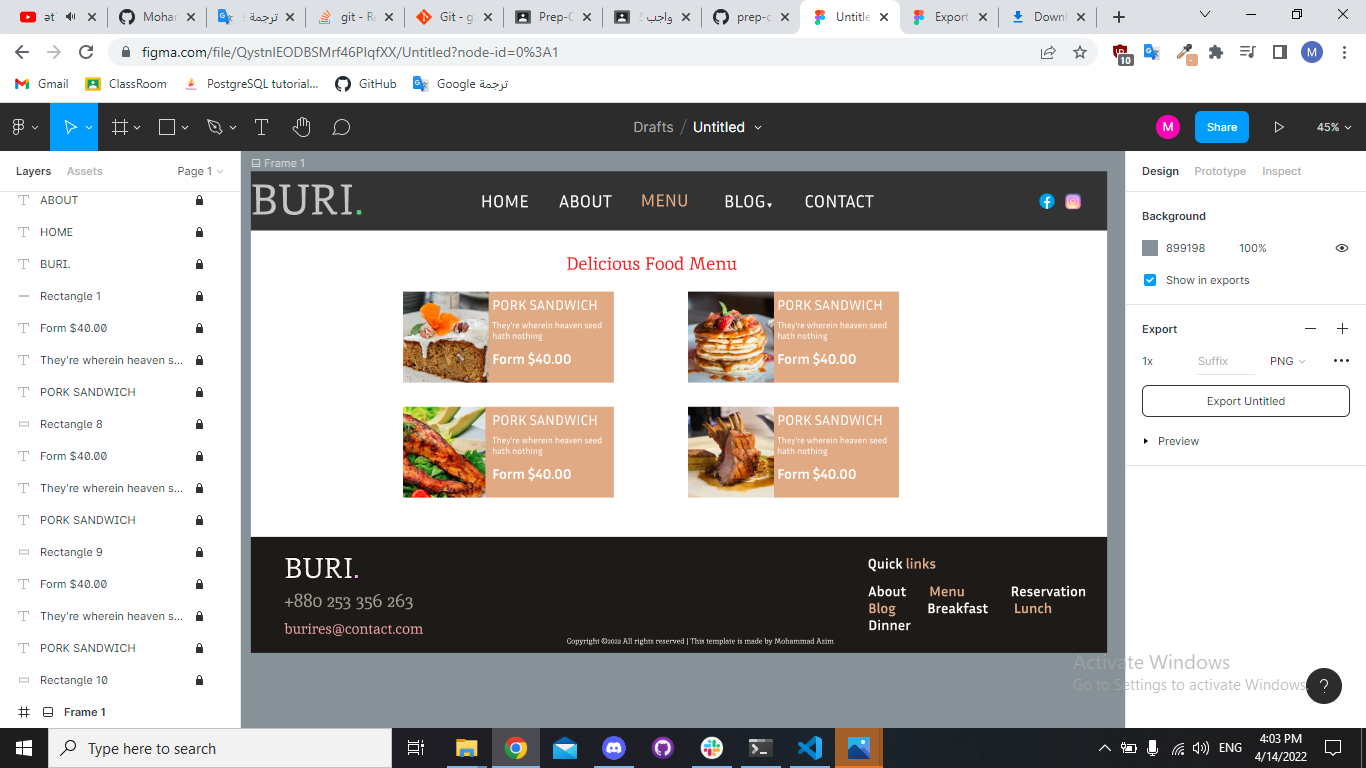 ət
Mohar
ترجمة
git - Re
Git - g
Prep-C
واجب 2
prep-c
Untitle
Export
Downl
figma.com/file/QystnIEODBSMrf46PIqfXX/Untitled?node-id=0%3A1
10
M
Gmail
ClassRoom
PostgreSQL tutorial...
GitHub
ترجمة Google
Drafts / Untitled
M
Share
45%
Layers
Assets
Page 1
ABOUT
HOME
BURI.
Rectangle 1
Form $40.00
They're wherein heaven s...
PORK SANDWICH
Rectangle 8
Form $40.00
They're wherein heaven s...
PORK SANDWICH
Rectangle 9
Form $40.00
They're wherein heaven s...
PORK SANDWICH
Rectangle 10
Frame 1
Frame 1
BURI.
HOME
ABOUT
MENU
BLOG
CONTACT
Delicious Food Menu
PORK SANDWICH
They're wherein heaven seed
hath nothing
Form $40.00
PORK SANDWICH
They're wherein heaven seed
hath nothing
Form $40.00
PORK SANDWICH
They're wherein heaven seed
hath nothing
Form $40.00
PORK SANDWICH
They're wherein heaven seed
hath nothing
Form $40.00
BURI.
+880 253 356 263
burires@contact.com
Quick links
About Menu Reservation
Blog Breakfast Lunch
Dinner
Copyright ©2022 All rights reserved | This template is made by Mohammad Azim
Design
Prototype
Inspect
Background
899198
100%
Show in exports
Export
1x
Suffix
PNG
Export Untitled
Preview
Activate Windows
Go to Settings to activate Windows.
?
Type here to search
ENG
4:03 PM
4/14/2022